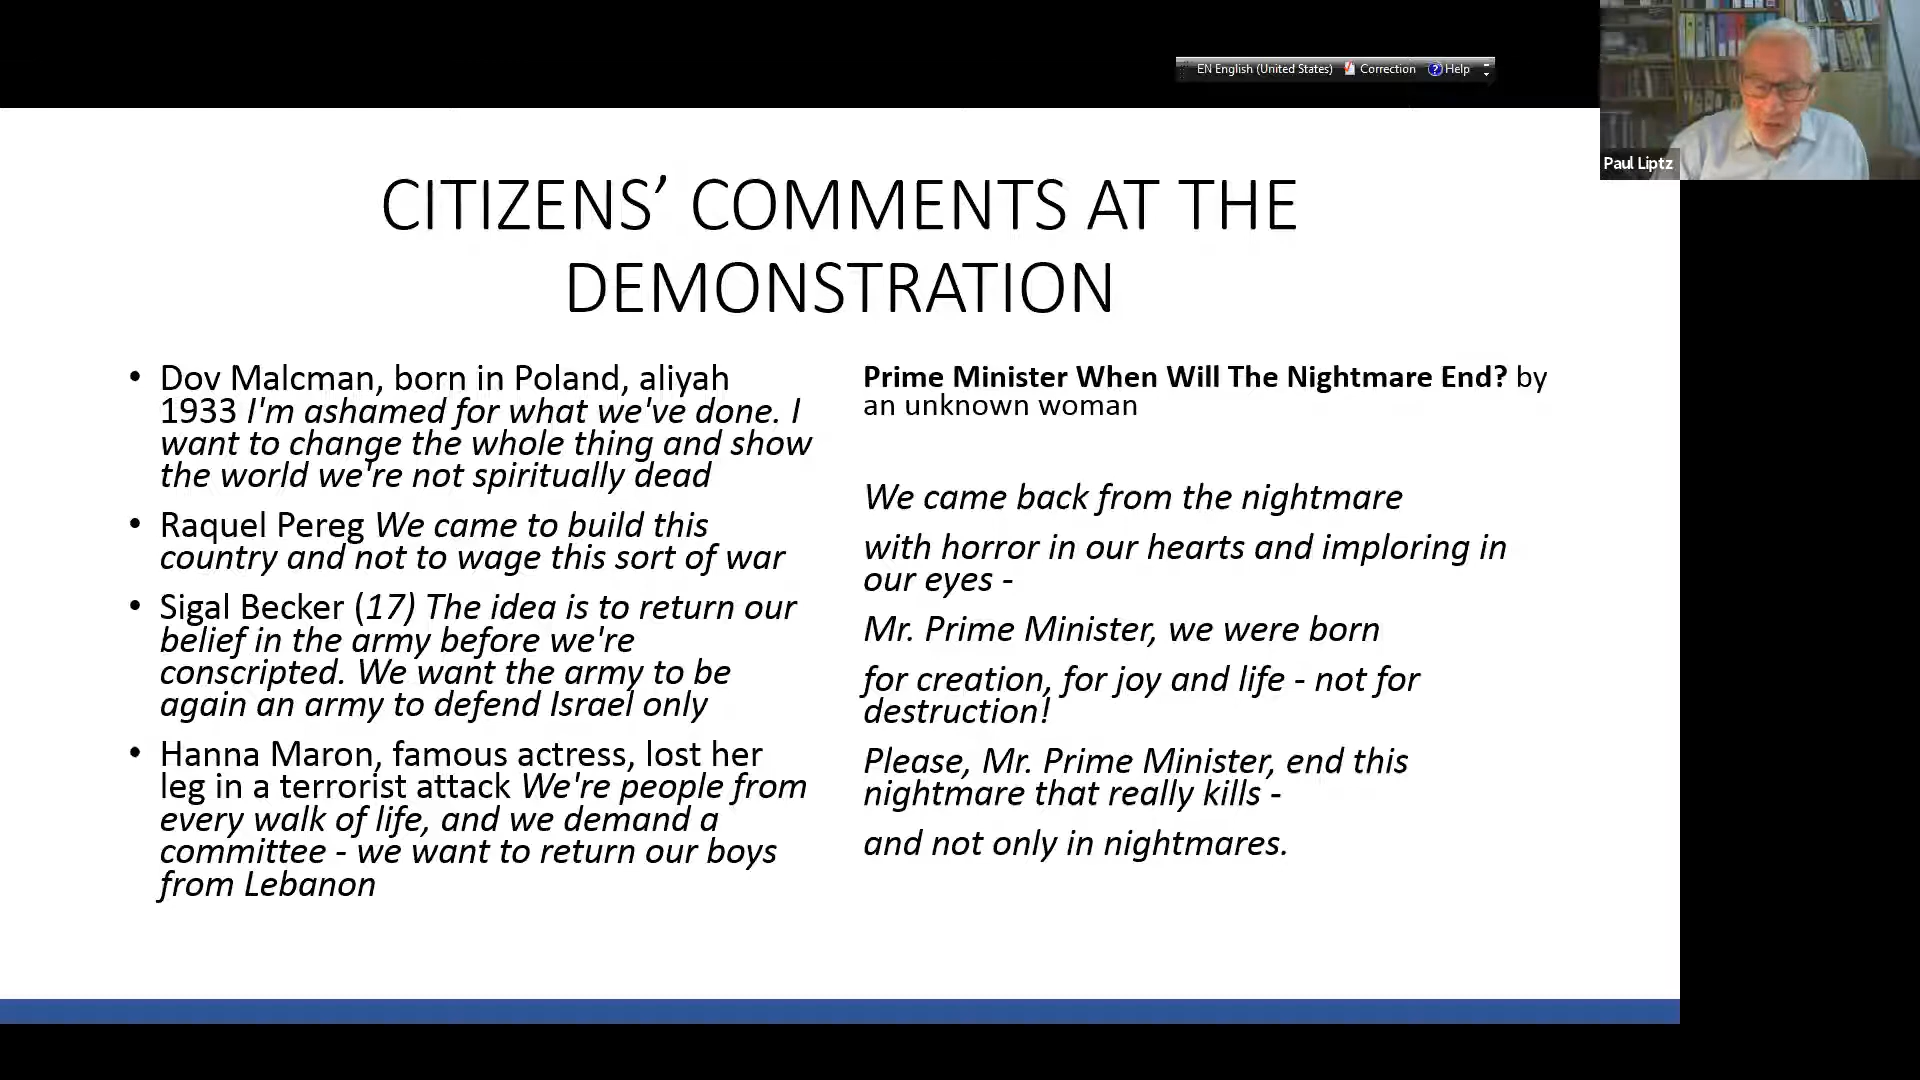 EN English (United States) Correction Help
Paul Liptz
CITIZENS’ COMMENTS AT THE
DEMONSTRATION
• Dov Malcman, born in Poland, aliyah
1933 I'm ashamed for what we've done. I
want to change the whole thing and show
the world we're not spiritually dead
• Raquel Pereg We came to build this
country and not to wage this sort of war
• Sigal Becker (17) The idea is to return our
belief in the army before we're
conscripted. We want the army to be
again an army to defend Israel only
• Hanna Maron, famous actress, lost her
leg in a terrorist attack We're people from
every walk of life, and we demand a
committee - we want to return our boys
from Lebanon
Prime Minister When Will The Nightmare End? by
an unknown woman
We came back from the nightmare
with horror in our hearts and imploring in
our eyes -
Mr. Prime Minister, we were born
for creation, for joy and life - not for
destruction!
Please, Mr. Prime Minister, end this
nightmare that really kills -
and not only in nightmares.